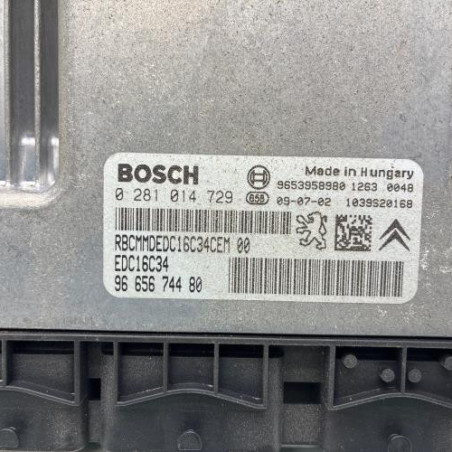 BOSCH
Made in Hungary
9653958980 1263 0048
0 281 014 729 858 09-07-02 1039S20168
RBCMMDEDC16C34CEM 00
EDC16C34
96 656 744 80